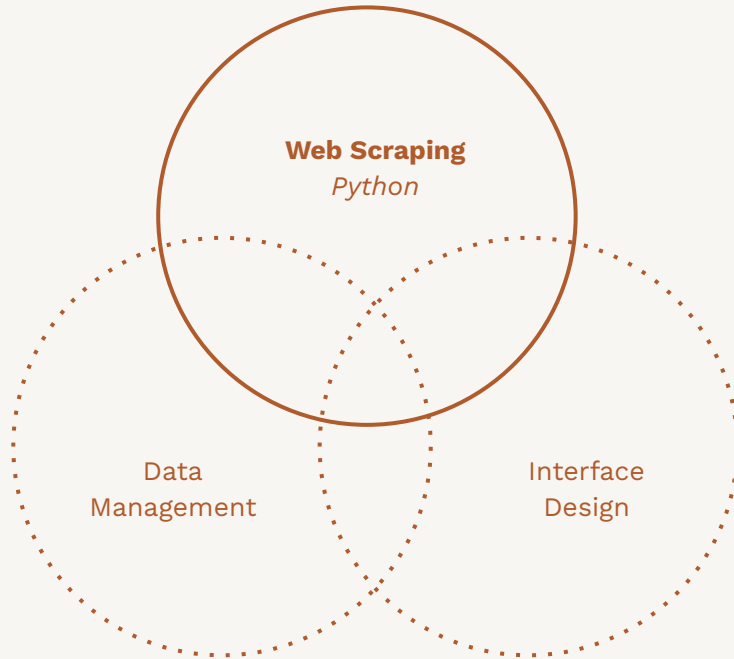 Web Scraping
Python
Data
Management
Interface
Design